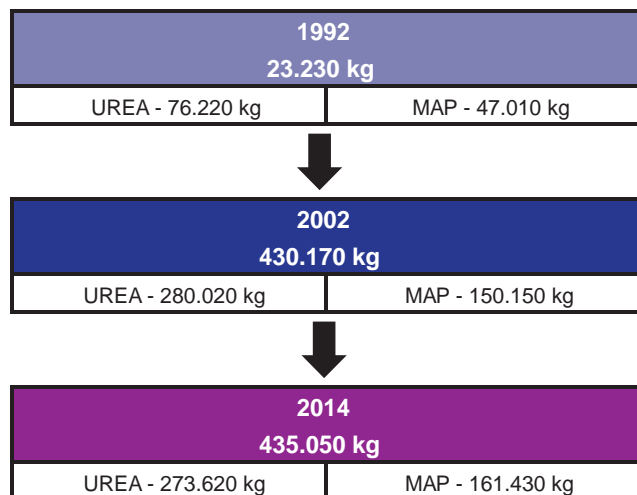 1992
23.230 kg
UREA - 76.220 kg
MAP - 47.010 kg
2002
430.170 kg
UREA - 280.020 kg
MAP - 150.150 kg
2014
435.050 kg
UREA - 273.620 kg
MAP - 161.430 kg